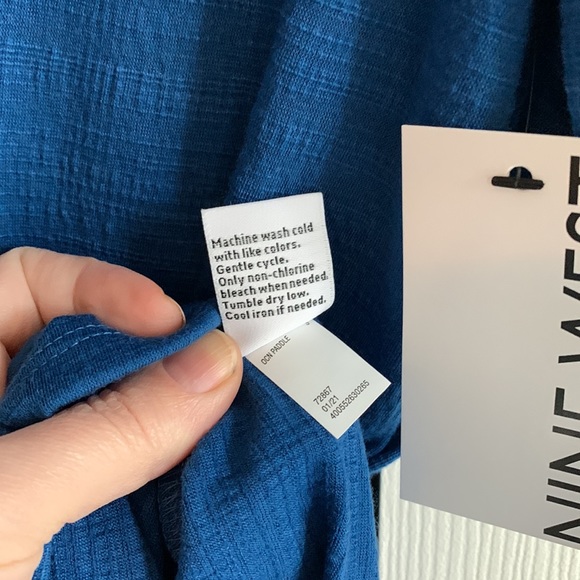 Machine wash cold
with like colors.
Gentle cycle.
Only non-chlorine
bleach when needed.
Tumble dry low.
Cool iron if needed.
OCN PADDLE
72867
01/21
400552630265
NINE WEST